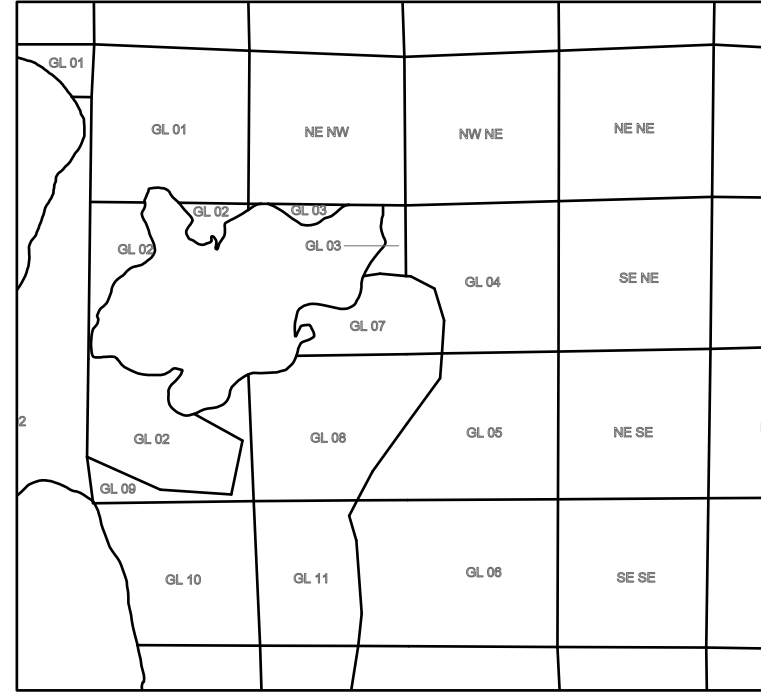 GL 01
GL 01
NE NW
NW NE
NE NE
GL 02
GL 03
GL 02
GL 03
GL 04
SE NE
GL 07
2
GL 02
GL 08
GL 05
NE SE
GL 09
GL 10
GL 11
GL 06
SE SE